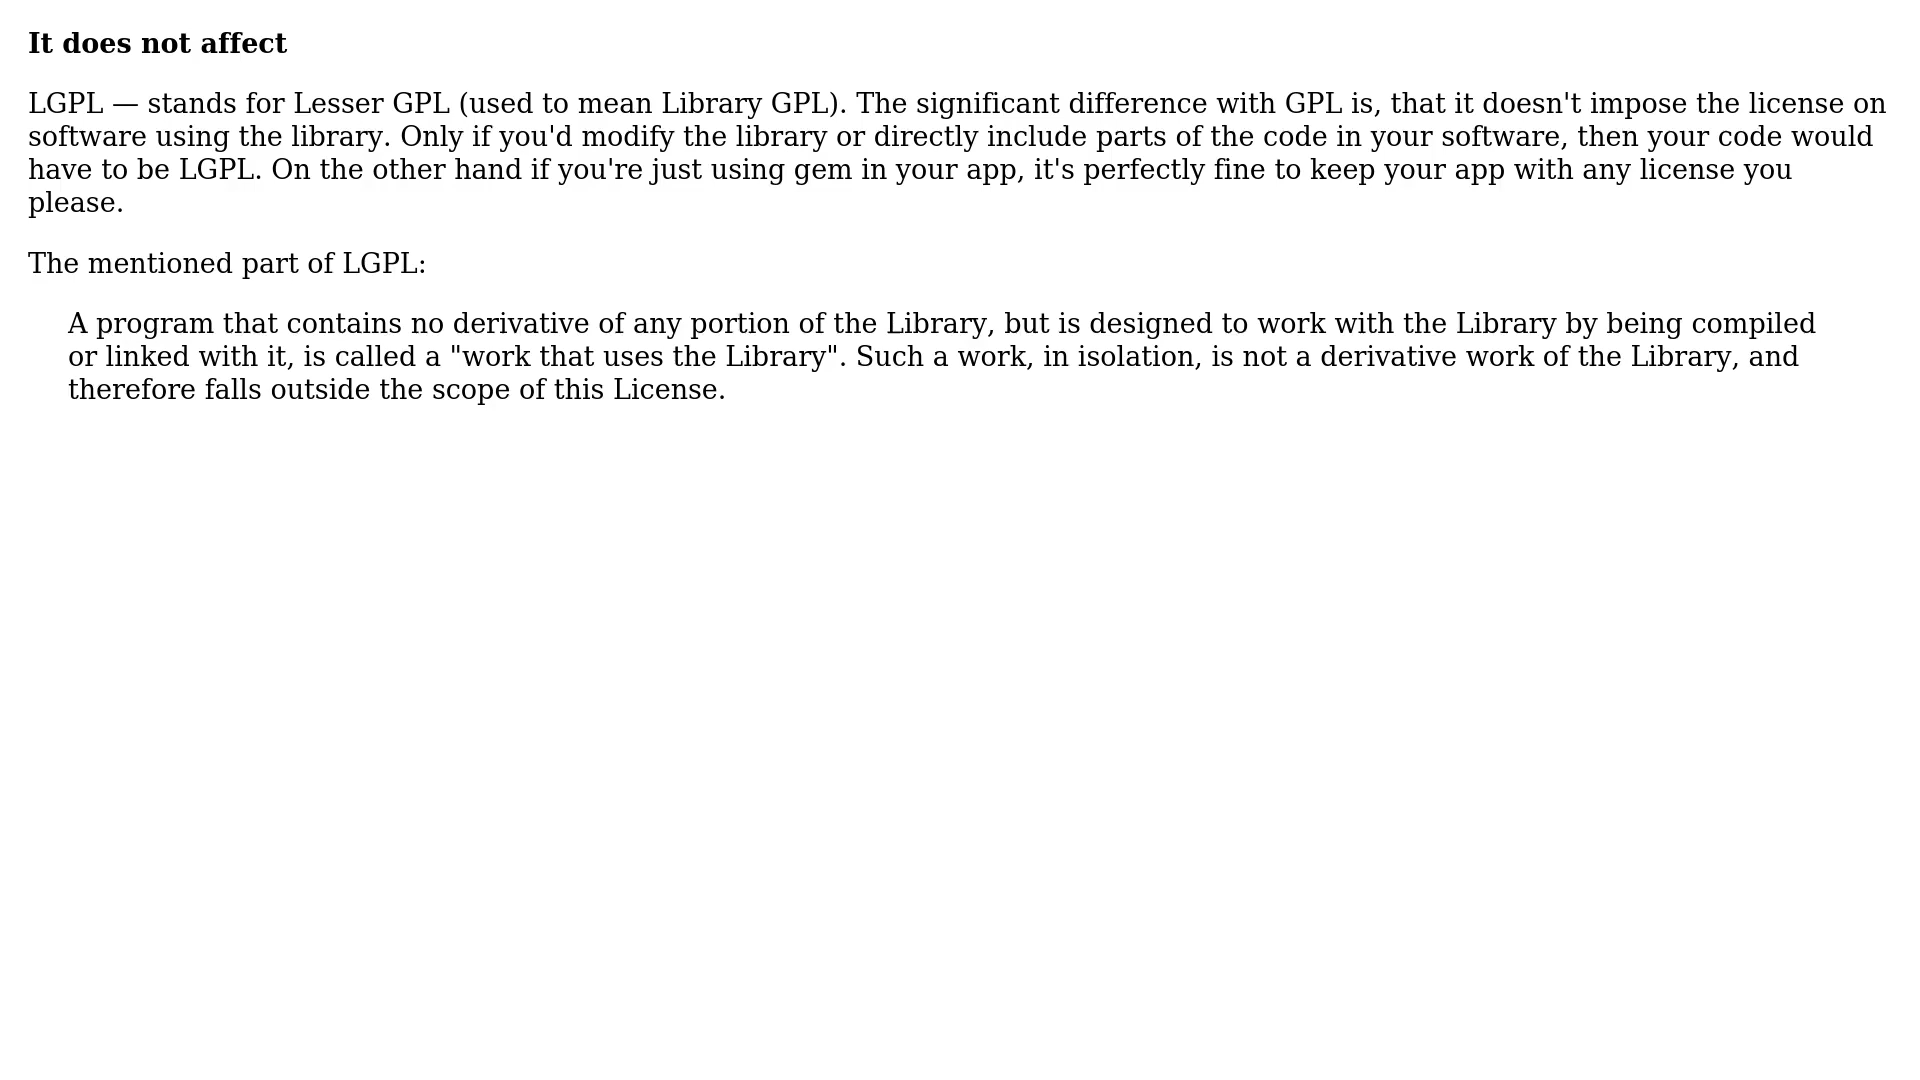 It does not affect
LGPL — stands for Lesser GPL (used to mean Library GPL). The significant difference with GPL is, that it doesn't impose the license on
software using the library. Only if you'd modify the library or directly include parts of the code in your software, then your code would
have to be LGPL. On the other hand if you're just using gem in your app, it's perfectly fine to keep your app with any license you
please.
The mentioned part of LGPL:
A program that contains no derivative of any portion of the Library, but is designed to work with the Library by being compiled
or linked with it, is called a "work that uses the Library". Such a work, in isolation, is not a derivative work of the Library, and
therefore falls outside the scope of this License.